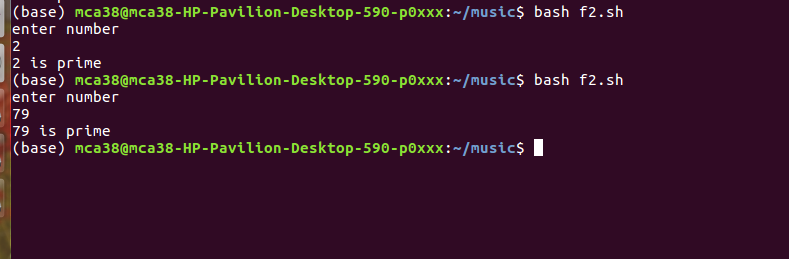 (base) mca38@mca38-HP-Pavilion-Desktop-590-p0xxx:~/music$ bash f2.sh
enter number
2
2 is prime
(base) mca38@mca38-HP-Pavilion-Desktop-590-p0xxx:~/music$ bash f2.sh
enter number
79
79 is prime
(base) mca38@mca38-HP-Pavilion-Desktop-590-p0xxx:~/music$